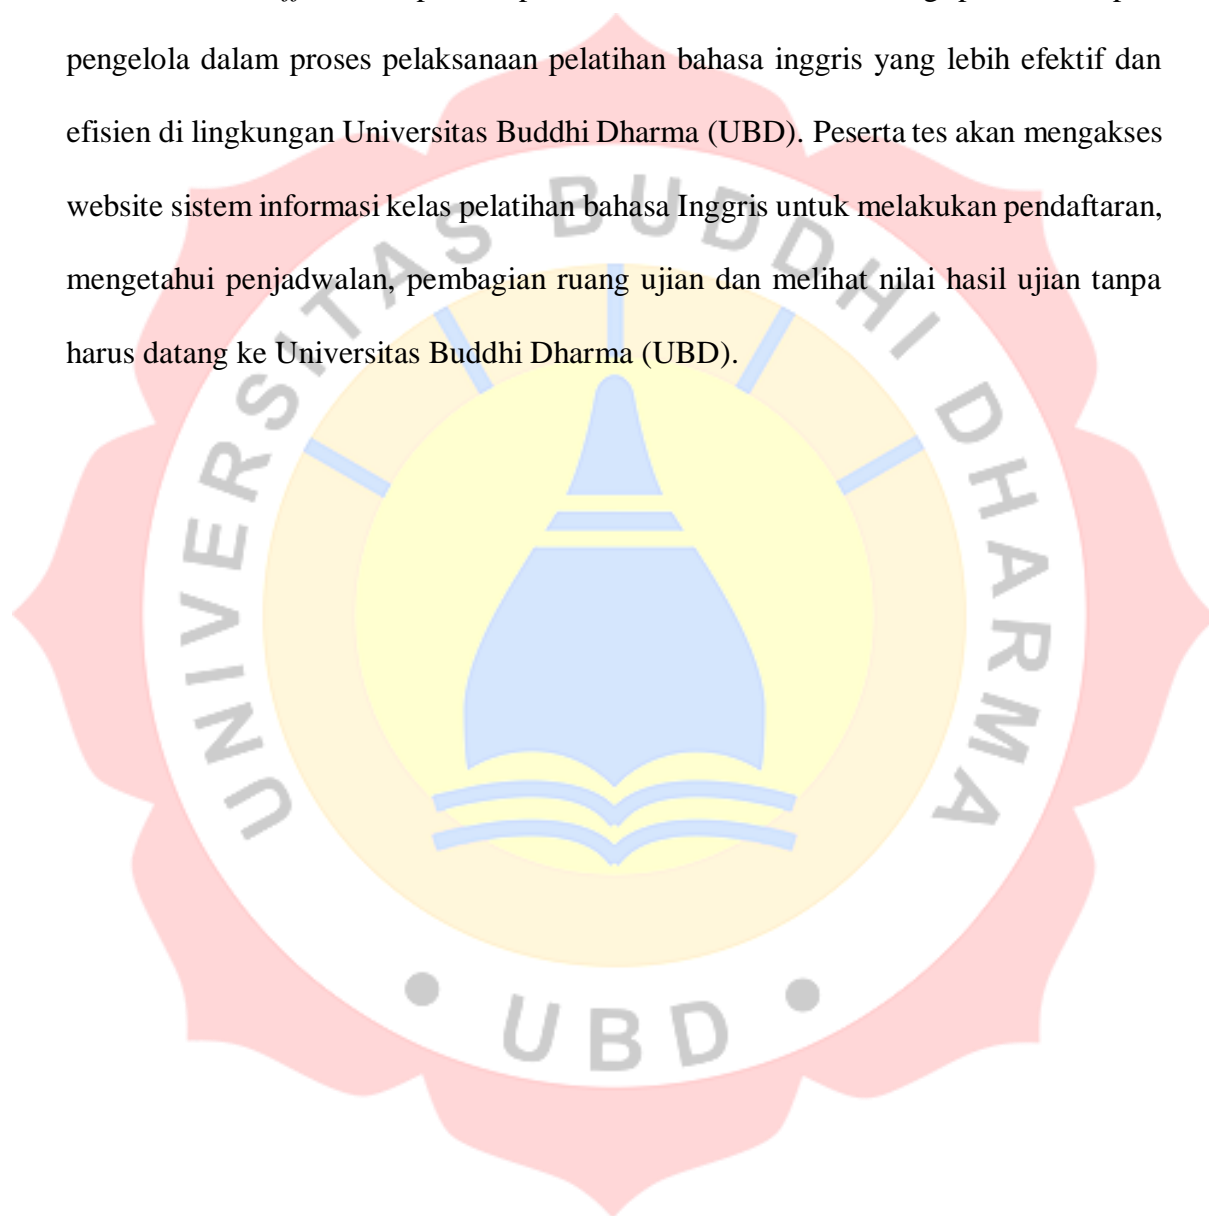 pengelola dalam proses pelaksanaan pelatihan bahasa inggris yang lebih efektif dan
efisien di lingkungan Universitas Buddhi Dharma (UBD). Peserta tes akan mengakses
website sistem informasi kelas pelatihan bahasa Inggris untuk melakukan pendaftaran,
mengetahui penjadwalan, pembagian ruang ujian dan melihat nilai hasil ujian tanpa
harus datang ke Universitas Buddhi Dharma (UBD).
UNIVERSITAS BUDDHI DHARMA
• UBD •